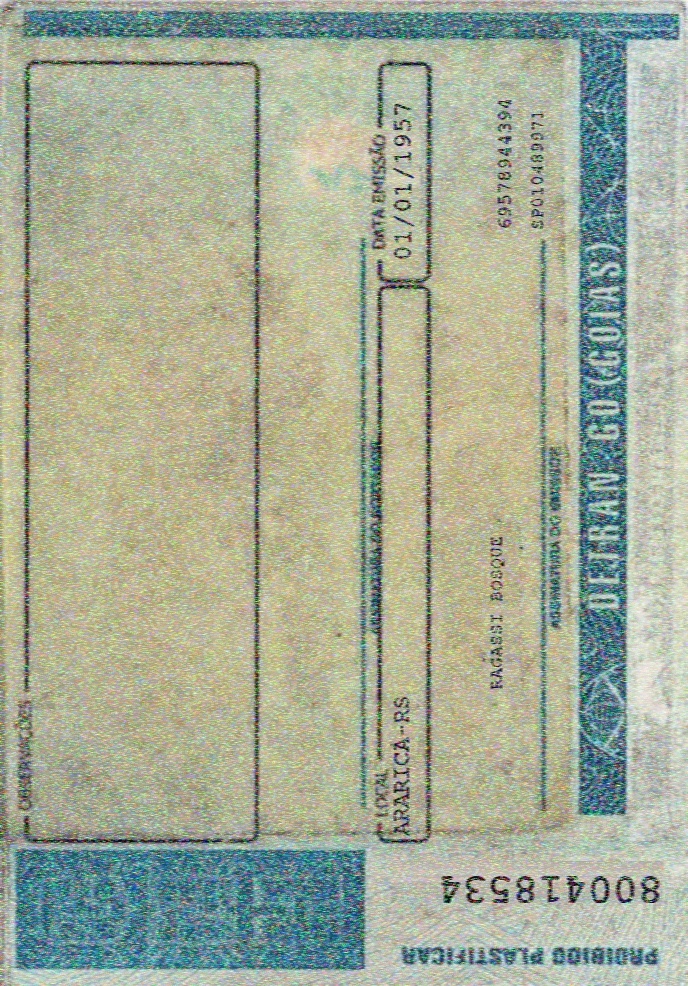 OBSERVAÇÕES
ASSINATURA DO PORTADOR
LOCAL
DATA EMISSÃO
ARARICA-RS
01/01/1957
69578944394
SP010489971
RAGASSI BOSQUE
ASSINATURA DO EMISSOR
DETRAN-GO (GOIAS)
PROIBIDO PLASTIFICAR
800418534